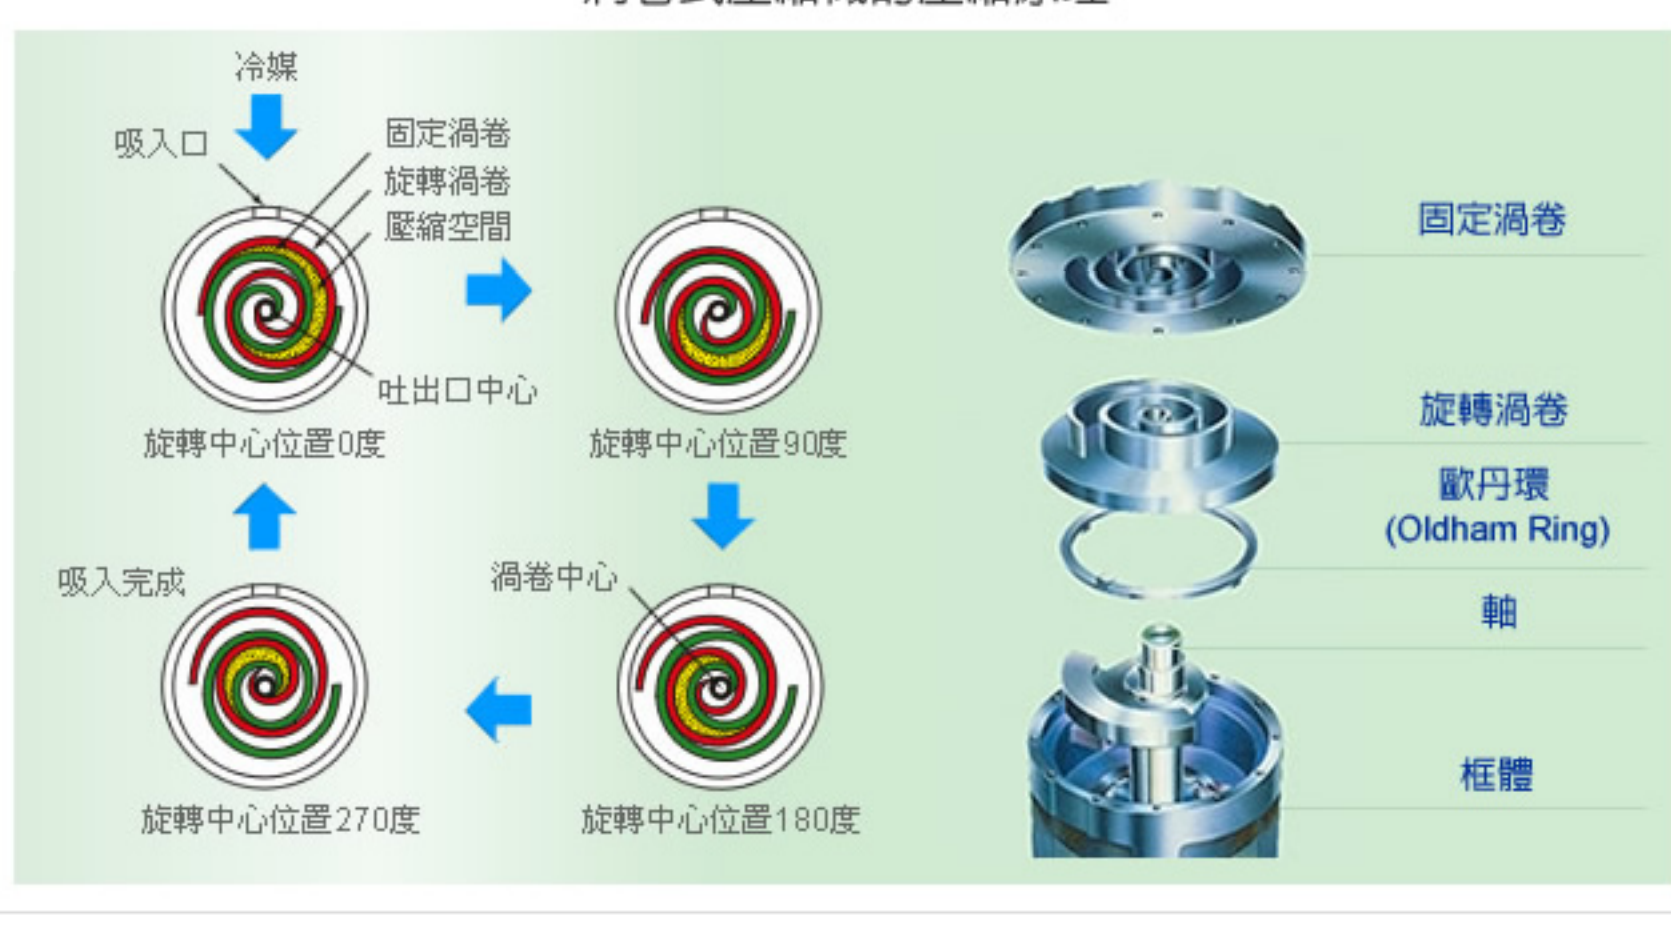 冷媒
吸入口
固定渦卷
旋轉渦卷
壓縮空間
吐出口中心
旋轉中心位置0度
旋轉中心位置90度
吸入完成
渦卷中心
旋轉中心位置270度
旋轉中心位置180度
固定渦卷
旋轉渦卷
歐丹環
(Oldham Ring)
軸
框體